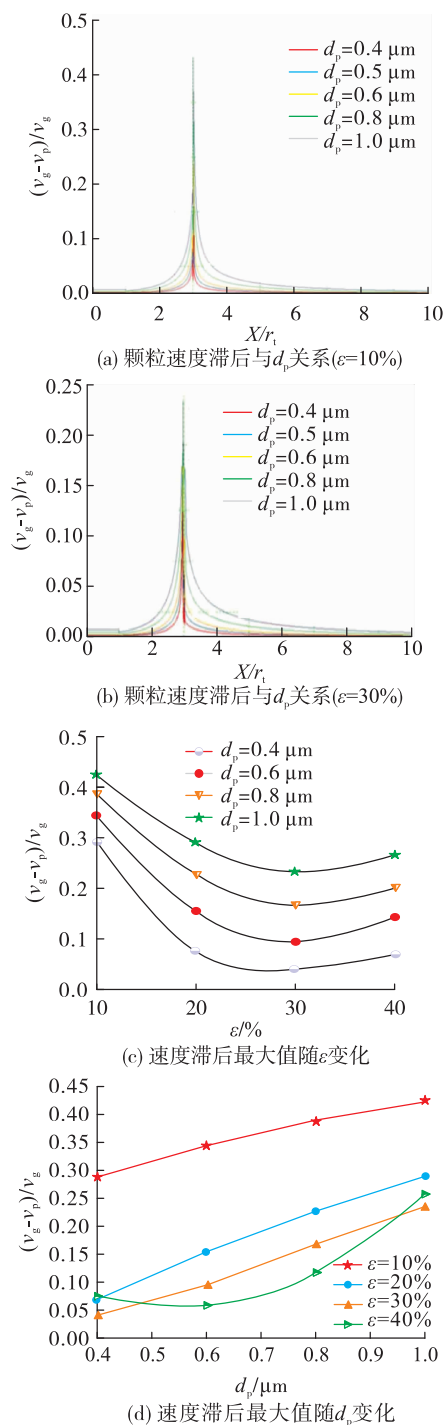 0.5
0.4
0.3
0.2
0.1
0.0
(v_g-v_p)/v_g
d_p=0.4 μm
d_p=0.5 μm
d_p=0.6 μm
d_p=0.8 μm
d_p=1.0 μm
0 2 4 6 8 10
X/r_t
(a) 颗粒速度滞后与d_p关系(ε=10%)
0.25
0.20
0.15
0.10
0.05
0.00
(v_g-v_p)/v_g
d_p=0.4 μm
d_p=0.5 μm
d_p=0.6 μm
d_p=0.8 μm
d_p=1.0 μm
0 2 4 6 8 10
X/r_t
(b) 颗粒速度滞后与d_p关系(ε=30%)
0.5
0.4
0.3
0.2
0.1
0.0
(v_g-v_p)/v_g
d_p=0.4 μm
d_p=0.6 μm
d_p=0.8 μm
d_p=1.0 μm
10 20 30 40
ε/%
(c) 速度滞后最大值随ε变化
0.45
0.40
0.35
0.30
0.25
0.20
0.15
0.10
0.05
0.00
(v_g-v_p)/v_g
ε=10%
ε=20%
ε=30%
ε=40%
0.4 0.5 0.6 0.7 0.8 0.9 1.0
d_p/μm
(d) 速度滞后最大值随d_p变化